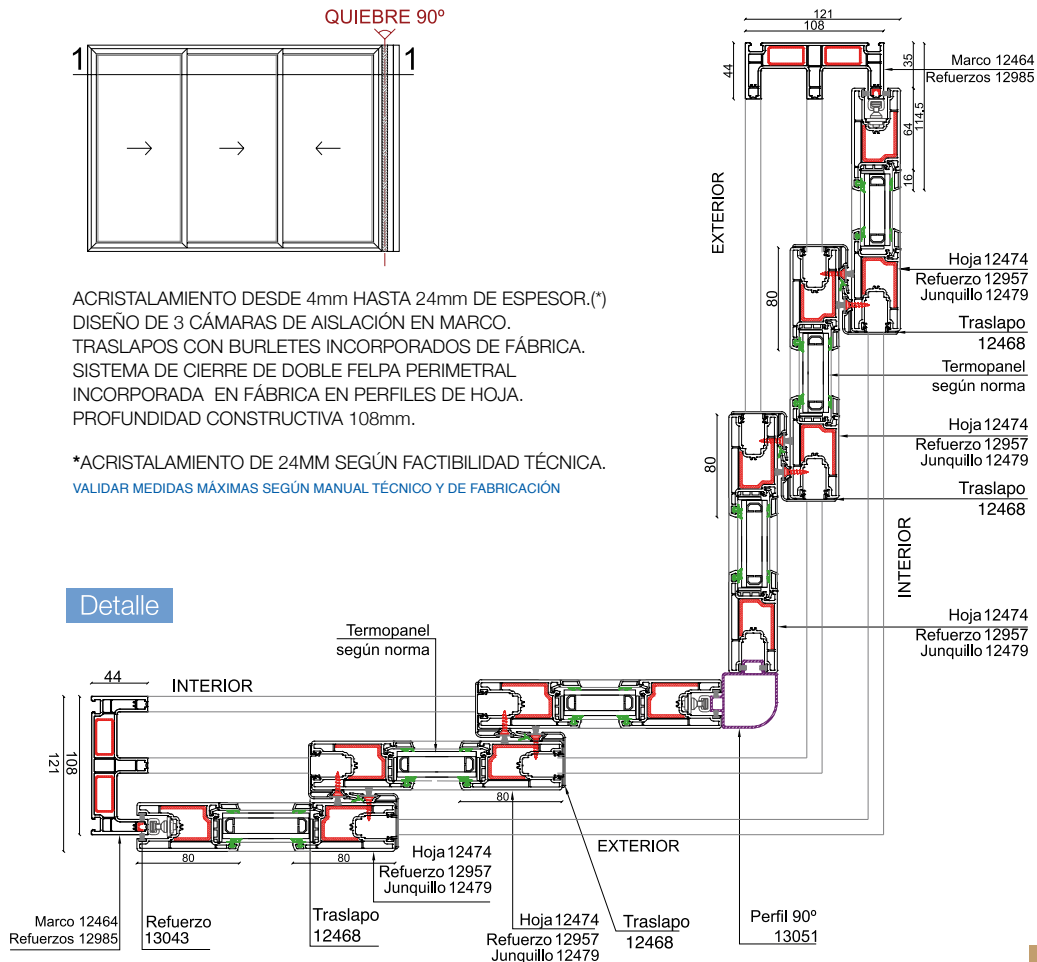 QUIEBRE 90º
1
1
ACRISTALAMIENTO DESDE 4mm HASTA 24mm DE ESPESOR.(*)
DISEÑO DE 3 CÁMARAS DE AISLACIÓN EN MARCO.
TRASLAPOS CON BURLETES INCORPORADOS DE FÁBRICA.
SISTEMA DE CIERRE DE DOBLE FELPA PERIMETRAL
INCORPORADA EN FÁBRICA EN PERFILES DE HOJA.
PROFUNDIDAD CONSTRUCTIVA 108mm.
*ACRISTALAMIENTO DE 24MM SEGÚN FACTIBILIDAD TÉCNICA.
VALIDAR MEDIDAS MÁXIMAS SEGÚN MANUAL TÉCNICO Y DE FABRICACIÓN
121
108
44
35
64
114.5
16
Marco 12464
Refuerzos 12985
EXTERIOR
80
Hoja 12474
Refuerzo 12957
Junquillo 12479
Traslapo
12468
Termopanel
según norma
80
Hoja 12474
Refuerzo 12957
Junquillo 12479
Traslapo
12468
INTERIOR
Hoja 12474
Refuerzo 12957
Junquillo 12479
Detalle
Termopanel
según norma
44
INTERIOR
108
121
80
80
80
EXTERIOR
Hoja 12474
Refuerzo 12957
Junquillo 12479
Marco 12464
Refuerzos 12985
Refuerzo
13043
Traslapo
12468
Hoja 12474
Refuerzo 12957
Junquillo 12479
Traslapo
12468
Perfil 90º
13051